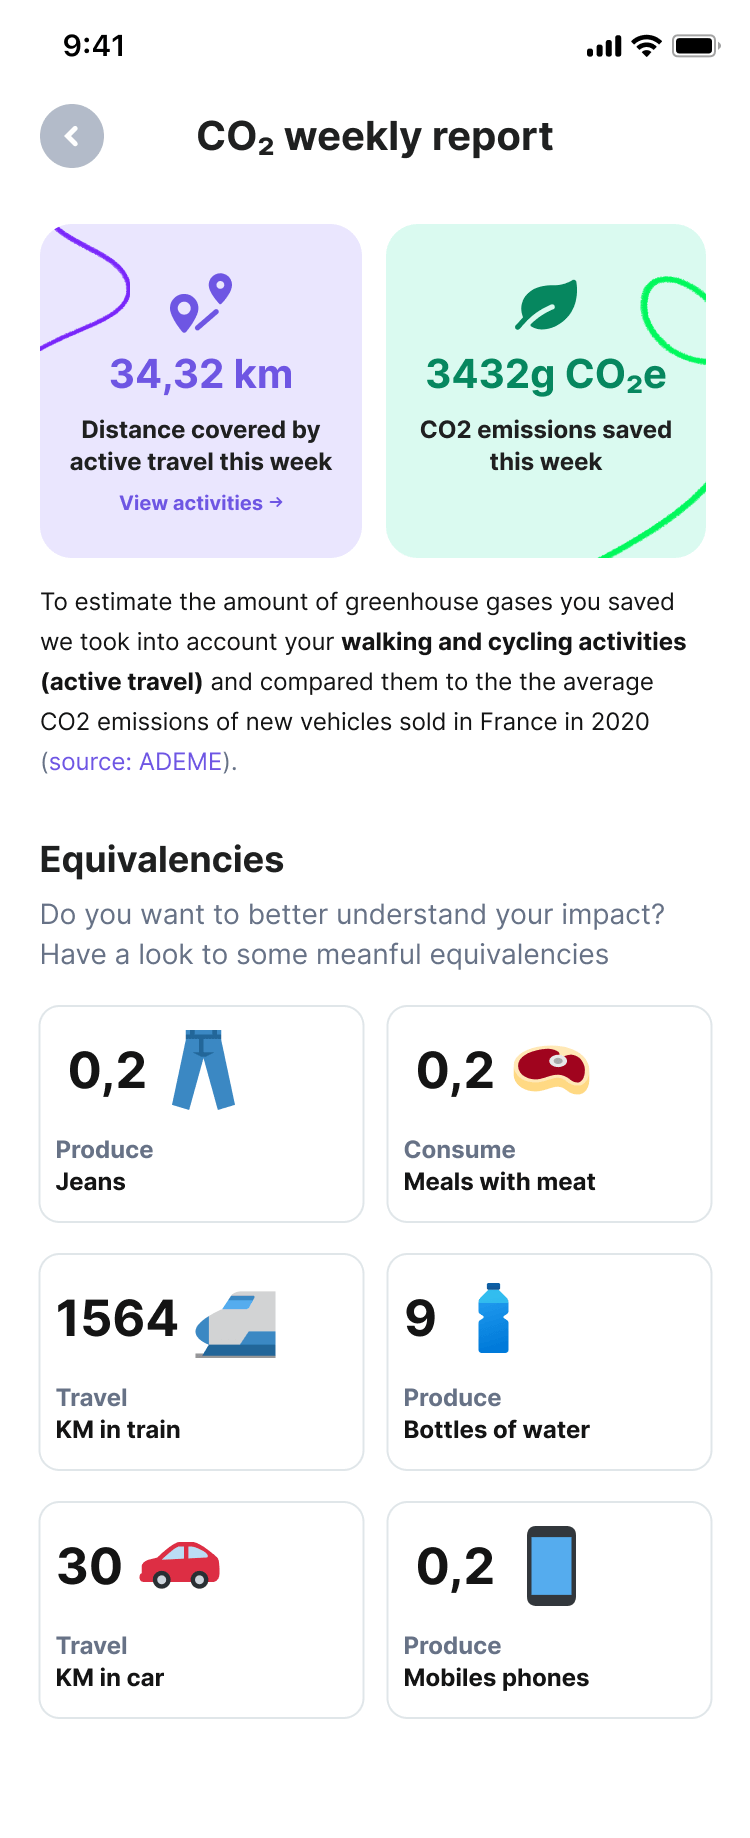 9:41
CO₂ weekly report
34,32 km
Distance covered by
active travel this week
View activities →
3432g CO₂e
CO2 emissions saved
this week
To estimate the amount of greenhouse gases you saved
we took into account your walking and cycling activities
(active travel) and compared them to the the average
CO2 emissions of new vehicles sold in France in 2020
(source: ADEME).
Equivalencies
Do you want to better understand your impact?
Have a look to some meanful equivalencies
0,2
Produce
Jeans
0,2
Consume
Meals with meat
1564
Travel
KM in train
9
Produce
Bottles of water
30
Travel
KM in car
0,2
Produce
Mobiles phones